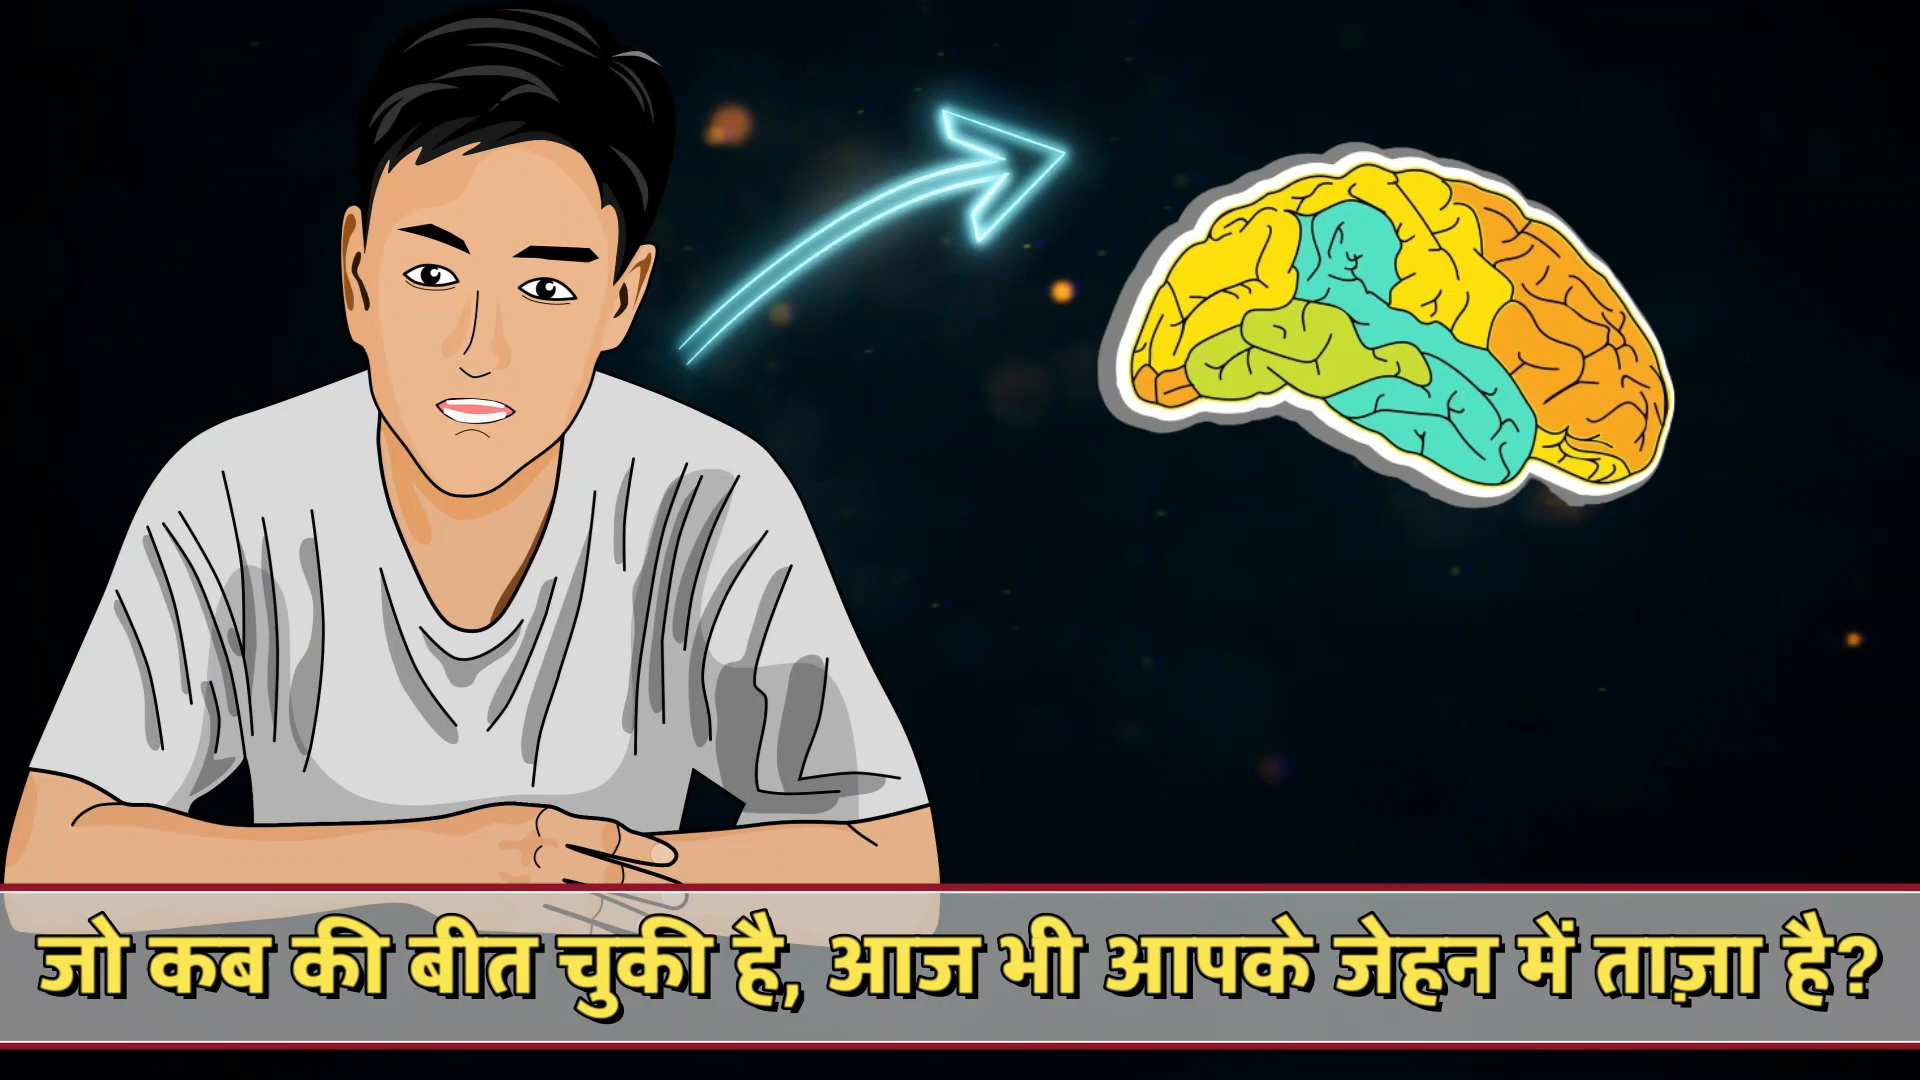 जो कब की बीत चुकी है, आज भी आपके जेहन में ताज़ा है?